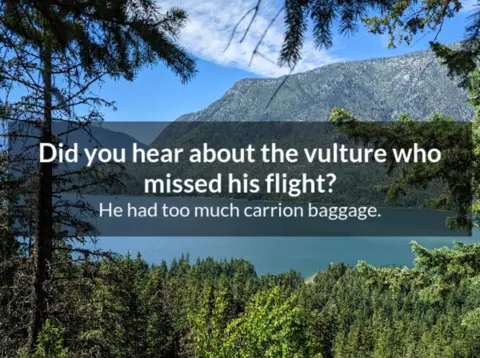 Did you hear about the vulture who
missed his flight?
He had too much carrion baggage.